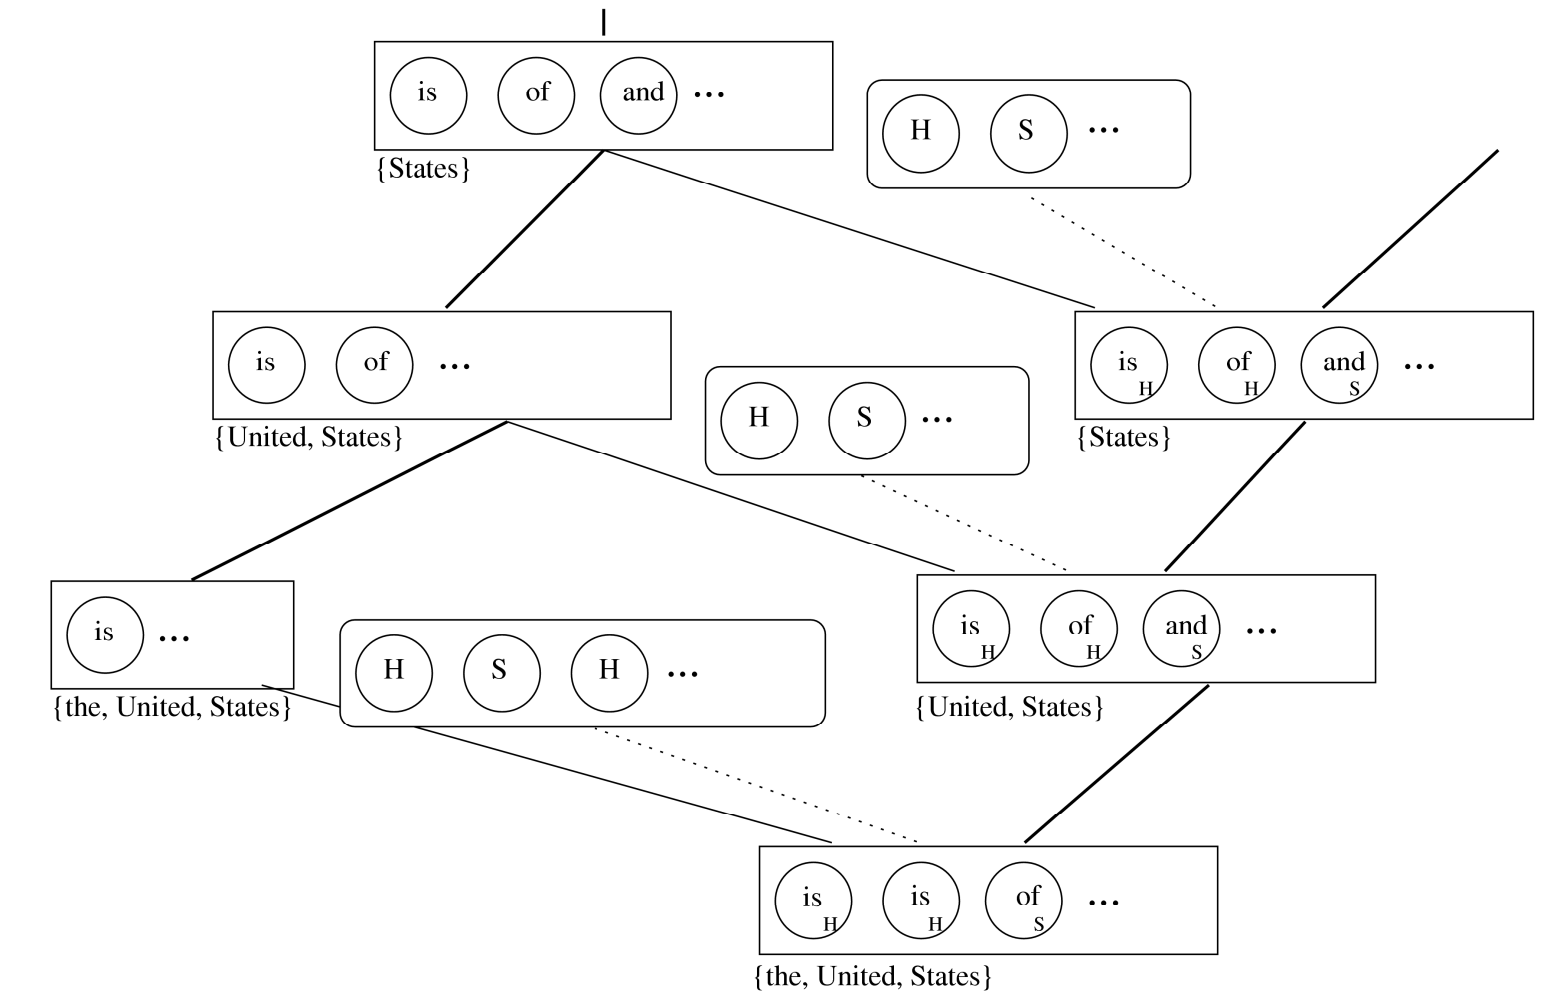 is of and ...
H S ...
{States}
is of ...
is H of H and S ...
H S ...
{United, States}
{States}
is ...
H S H ...
is H of H and S ...
{the, United, States}
{United, States}
is H is H of S ...
{the, United, States}